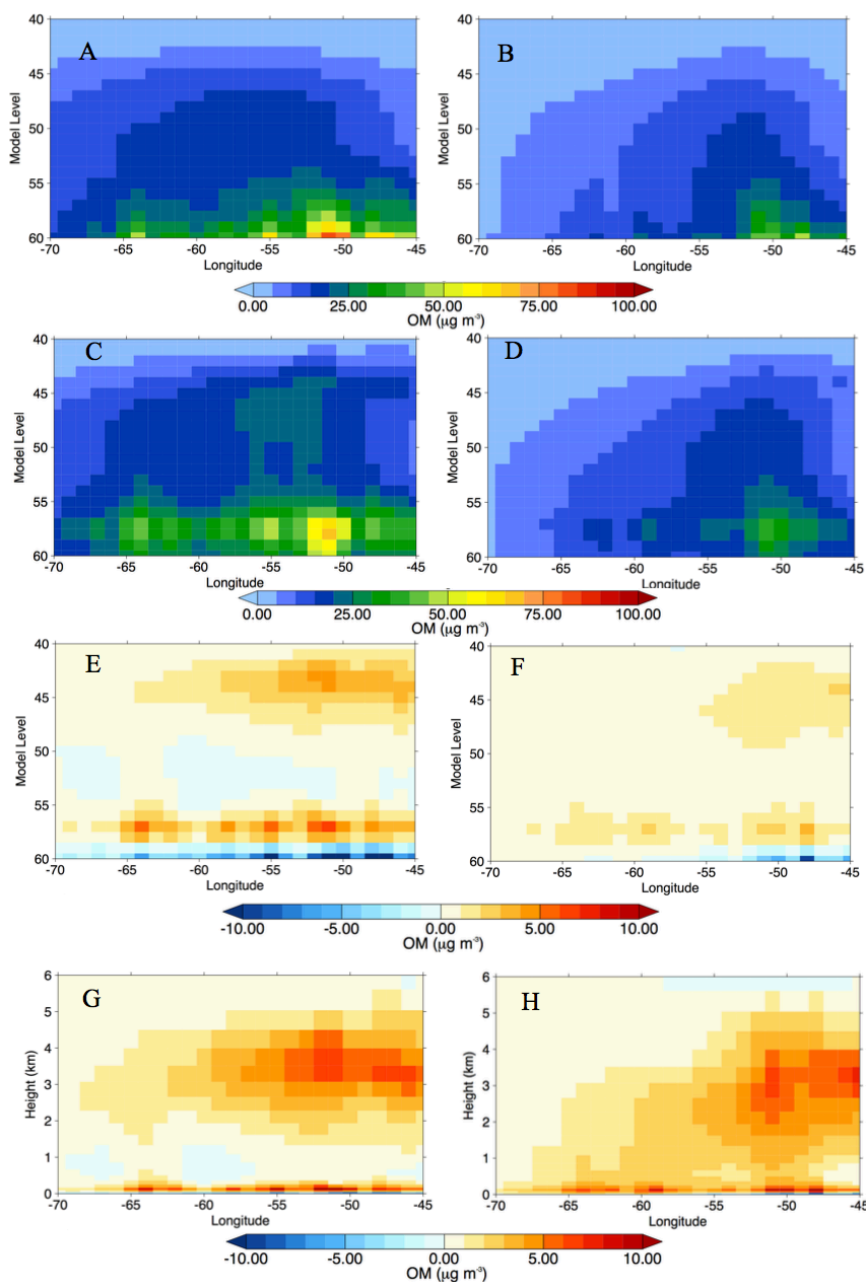 A
B
40 45 50 55 60
Model Level
-70 -65 -60 -55 -50 -45
Longitude
40 45 50 55 60
Model Level
-70 -65 -60 -55 -50 -45
Longitude
0.00 25.00 50.00 75.00 100.00
OM (μg m⁻³)
C
D
40 45 50 55 60
Model Level
-70 -65 -60 -55 -50 -45
Longitude
40 45 50 55 60
Model Level
-70 -65 -60 -55 -50 -45
Longitude
0.00 25.00 50.00 75.00 100.00
OM (μg m⁻³)
E
F
40 45 50 55 60
Model Level
-70 -65 -60 -55 -50 -45
Longitude
40 45 50 55 60
Model Level
-70 -65 -60 -55 -50 -45
Longitude
-10.00 -5.00 0.00 5.00 10.00
OM (μg m⁻³)
G
H
6 5 4 3 2 1 0
Height (km)
-70 -65 -60 -55 -50 -45
Longitude
6 5 4 3 2 1 0
Height (km)
-70 -65 -60 -55 -50 -45
Longitude
-10.00 -5.00 0.00 5.00 10.00
OM (μg m⁻³)